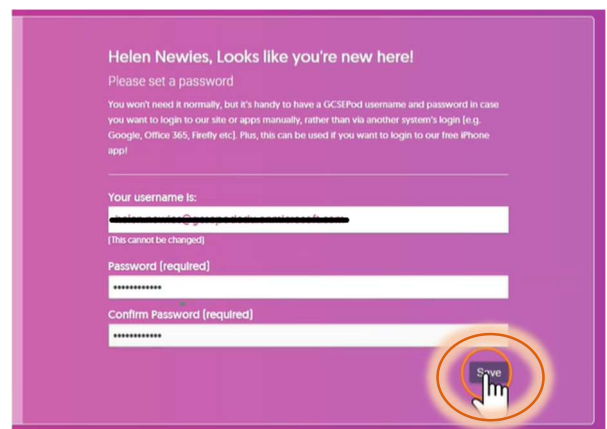 Helen Newies, Looks like you're new here!
Please set a password
You won't need it normally, but it's handy to have a GCSEPod username and password in case
you want to login to our site or apps manually, rather than via another system's login [e.g.
Google, Office 365, Firefly etc]. Plus, this can be used if you want to login to our free iPhone
app!
Your username is:
[This cannot be changed]
Password [required]
••••••••••••
Confirm Password [required]
••••••••••••
Save